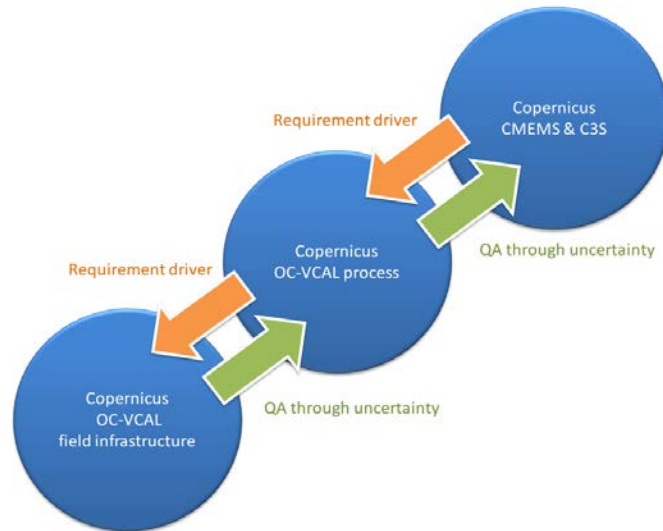 Copernicus
CMEMS & C3S
Requirement driver
QA through uncertainty
Copernicus
OC-VCAL process
Requirement driver
QA through uncertainty
Copernicus
OC-VCAL
field infrastructure